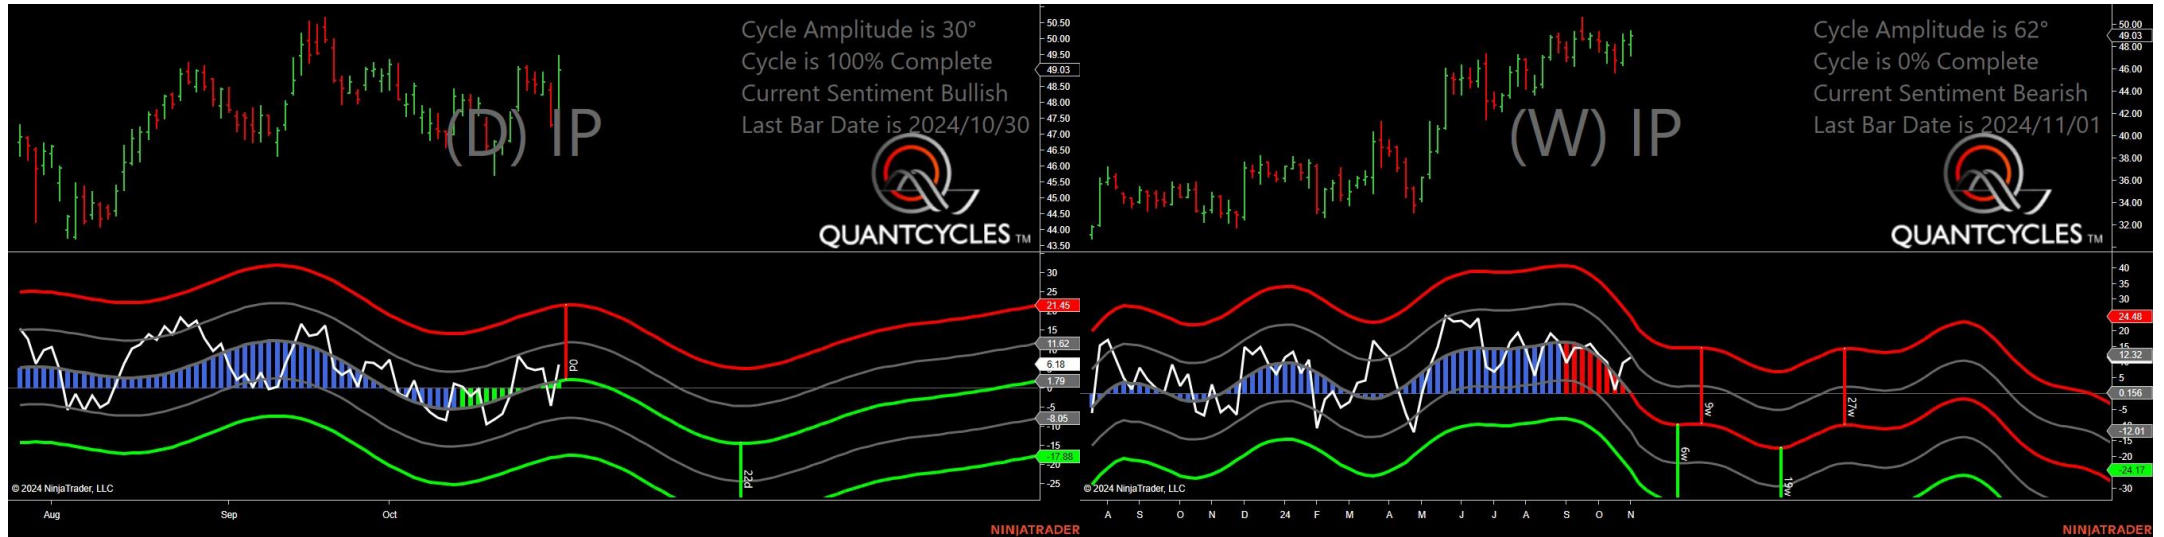 Cycle Amplitude is 30°
Cycle is 100% Complete
Current Sentiment Bullish
Last Bar Date is 2024/10/30
(D) IP
QUANTCYCLES TM
50.50
50.00
49.50
49.03
48.50
48.00
47.50
47.00
46.50
46.00
45.50
45.00
44.50
44.00
43.50
30
25
21.45
15
11.62
6.18
1.79
-5
-8.05
-10
-15
-17.88
-20
-25
0d
22d
© 2024 NinjaTrader, LLC
Aug Sep Oct
NINJATRADER
Cycle Amplitude is 62°
Cycle is 0% Complete
Current Sentiment Bearish
Last Bar Date is 2024/11/01
(W) IP
QUANTCYCLES TM
50.00
49.03
48.00
46.00
44.00
42.00
40.00
38.00
36.00
34.00
32.00
40
35
30
24.48
20
15
12.32
5
0.156
-5
-12.01
-15
-20
-24.17
-30
9w
27w
6w
19w
© 2024 NinjaTrader, LLC
A S O N D 24 F M A M J J A S O N
NINJATRADER